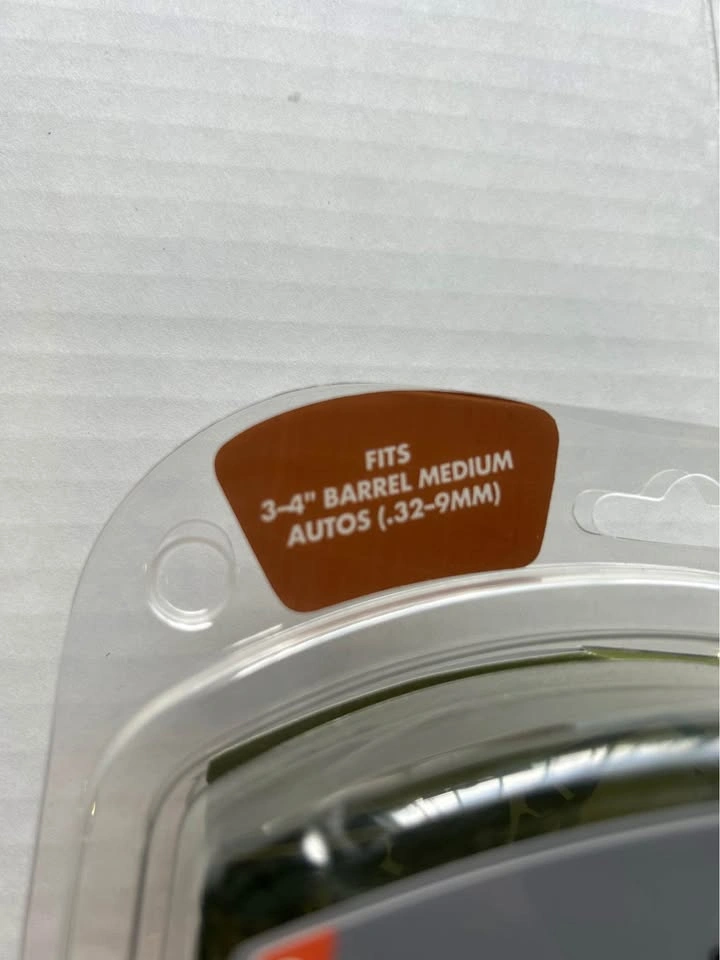 FITS
3–4" BARREL MEDIUM
AUTOS (.32–9MM)